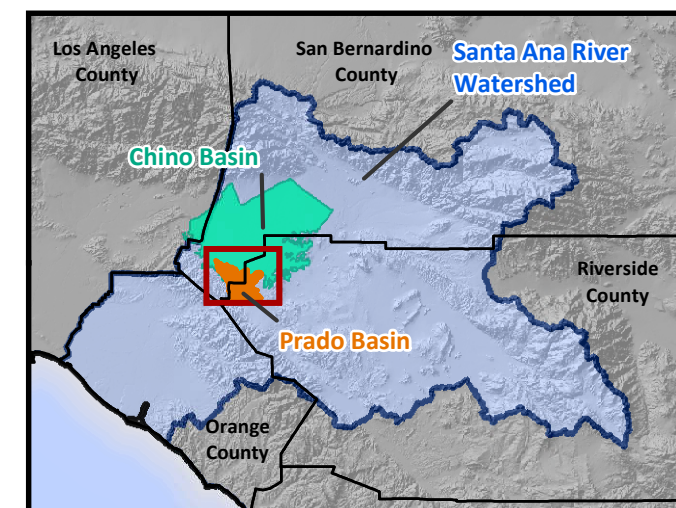 Los Angeles
County
San Bernardino
County
Santa Ana River
Watershed
Chino Basin
Riverside
County
Prado Basin
Orange
County